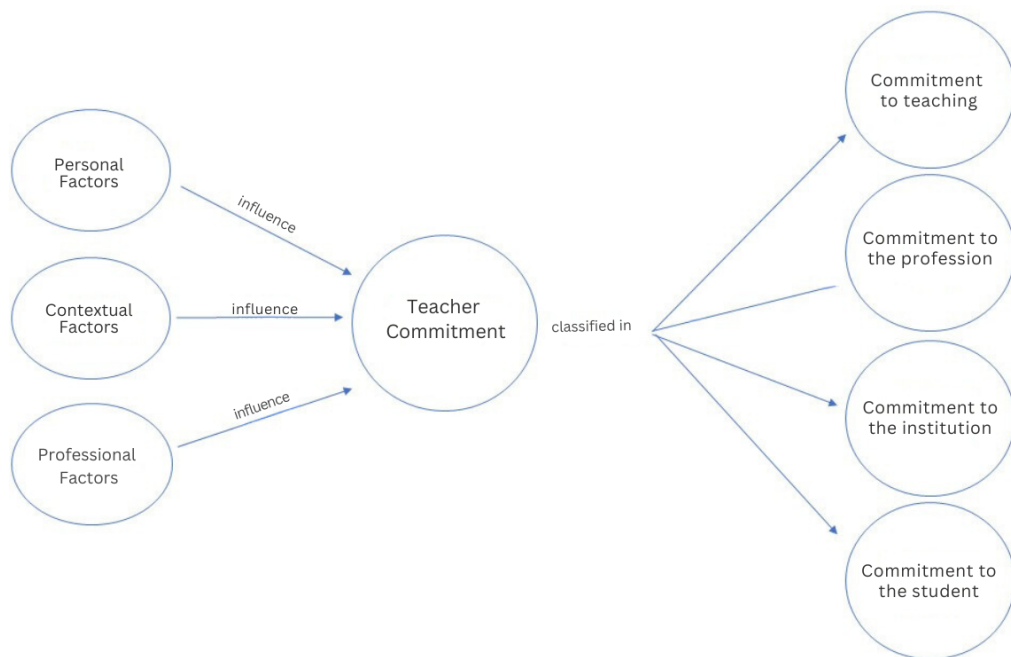 Personal
Factors
influence
Contextual
Factors
influence
Professional
Factors
influence
Teacher
Commitment
classified in
Commitment
to teaching
Commitment to
the profession
Commitment to
the institution
Commitment to
the student